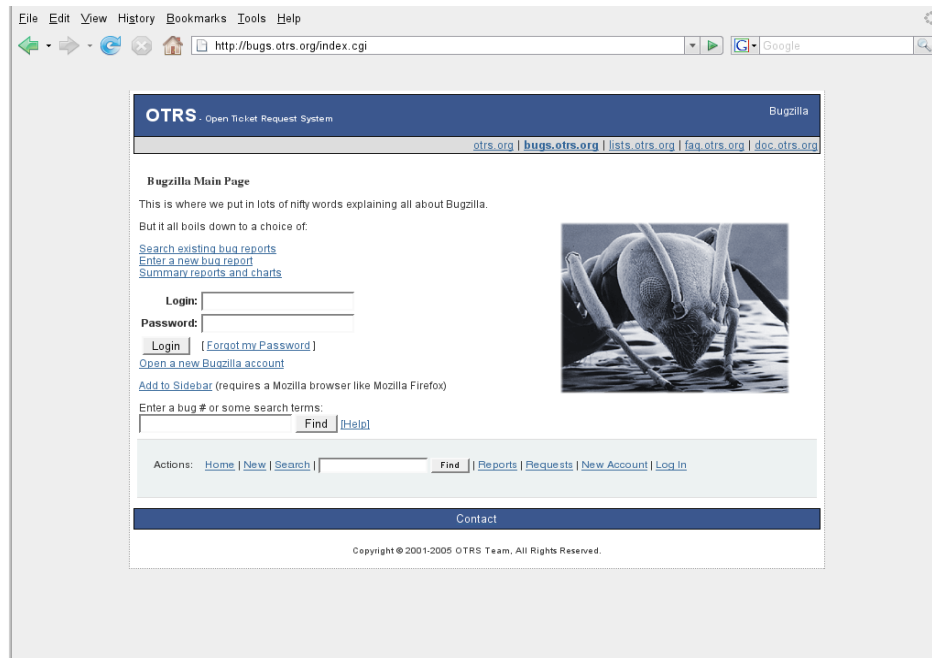 File Edit View History Bookmarks Tools Help
http://bugs.otrs.org/index.cgi G Google
OTRS - Open Ticket Request System Bugzilla
otrs.org | bugs.otrs.org | lists.otrs.org | faq.otrs.org | doc.otrs.org
Bugzilla Main Page
This is where we put in lots of nifty words explaining all about Bugzilla.
But it all boils down to a choice of:
Search existing bug reports
Enter a new bug report
Summary reports and charts
Login:
Password:
Login [ Forgot my Password ]
Open a new Bugzilla account
Add to Sidebar (requires a Mozilla browser like Mozilla Firefox)
Enter a bug # or some search terms:
Find [Help]
Actions: Home | New | Search | Find | Reports | Requests | New Account | Log In
Contact
Copyright © 2001-2005 OTRS Team, All Rights Reserved.